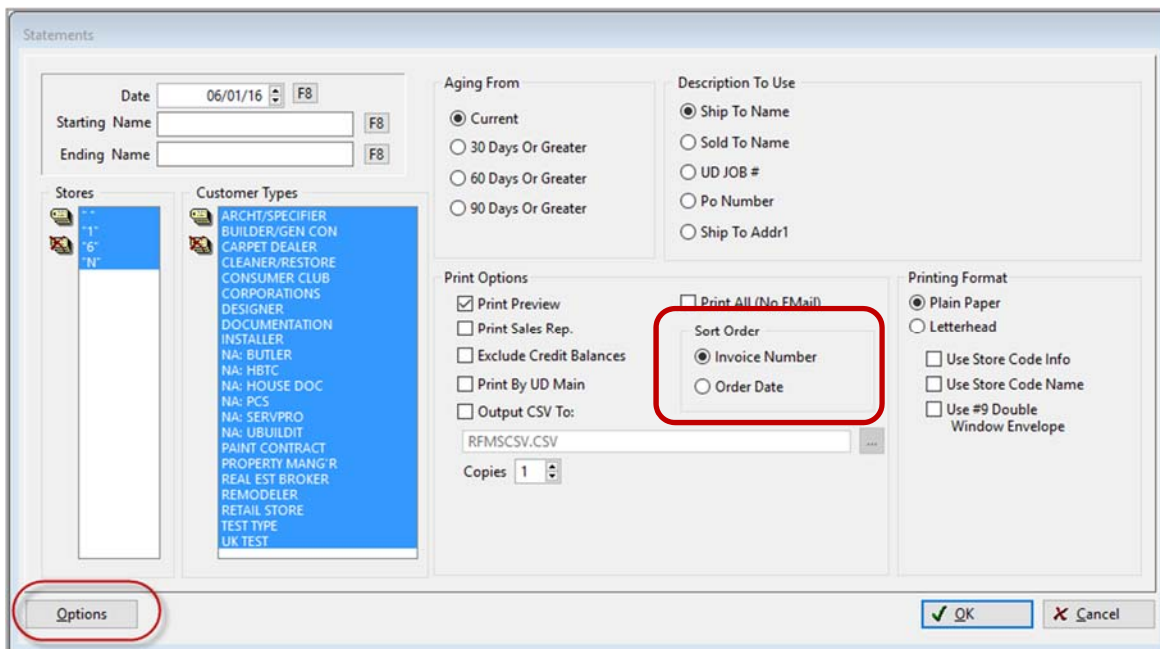 Statements
Date 06/01/16 F8
Starting Name F8
Ending Name F8
Stores
" "
"1"
"6"
"N"
Customer Types
ARCHT/SPECIFIER
BUILDER/GEN CON
CARPET DEALER
CLEANER/RESTORE
CONSUMER CLUB
CORPORATIONS
DESIGNER
DOCUMENTATION
INSTALLER
NA: BUTLER
NA: HBTC
NA: HOUSE DOC
NA: PCS
NA: SERVPRO
NA: UBUILDIT
PAINT CONTRACT
PROPERTY MANG'R
REAL EST BROKER
REMODELER
RETAIL STORE
TEST TYPE
UK TEST
Aging From
Current
30 Days Or Greater
60 Days Or Greater
90 Days Or Greater
Description To Use
Ship To Name
Sold To Name
UD JOB #
Po Number
Ship To Addr1
Print Options
Print Preview
Print Sales Rep.
Exclude Credit Balances
Print By UD Main
Output CSV To:
RFMSCSV.CSV ...
Copies 1
Print All (No EMail)
Sort Order
Invoice Number
Order Date
Printing Format
Plain Paper
Letterhead
Use Store Code Info
Use Store Code Name
Use #9 Double
Window Envelope
Options
OK
Cancel